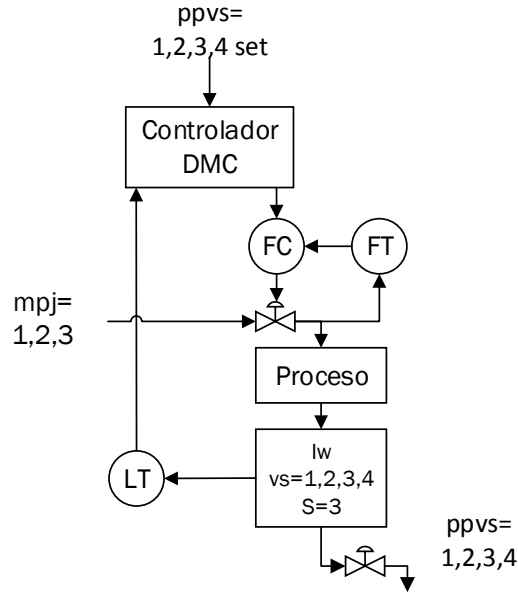 ppvs=
1,2,3,4 set
Controlador
DMC
FC
FT
mpj=
1,2,3
Proceso
Iw
vs=1,2,3,4
S=3
LT
ppvs=
1,2,3,4